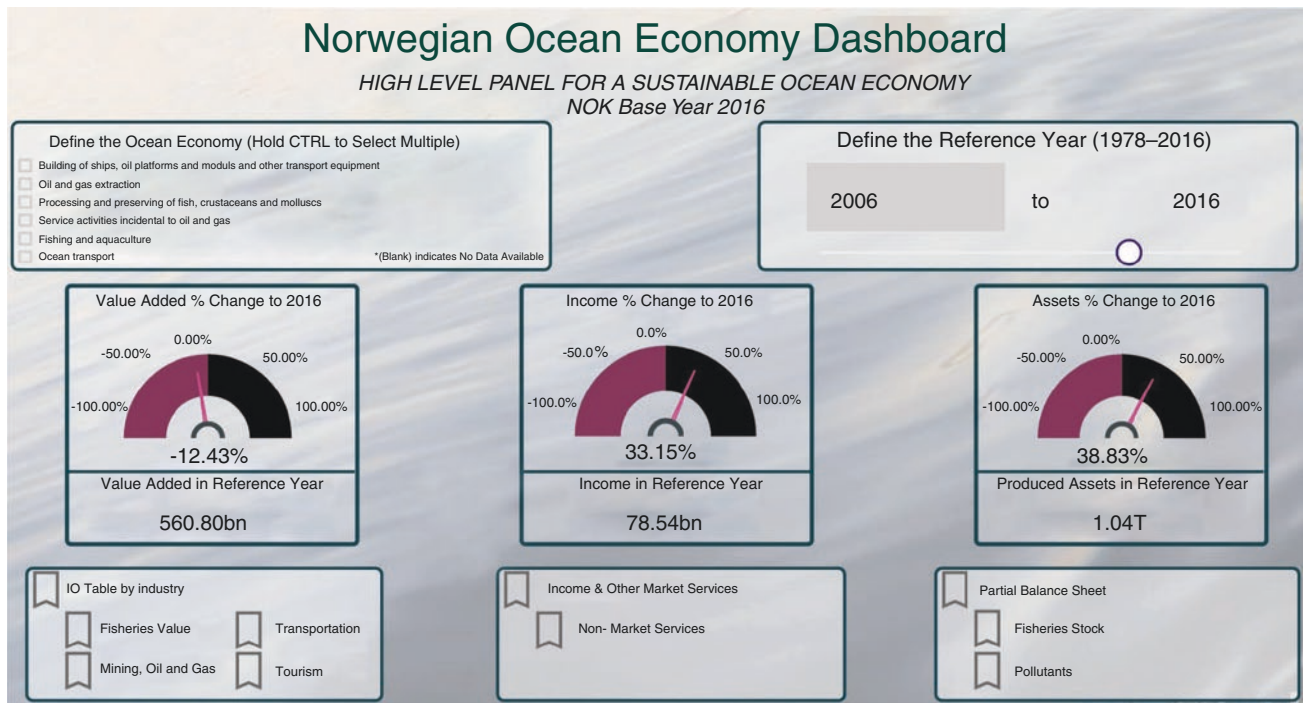 Norwegian Ocean Economy Dashboard
HIGH LEVEL PANEL FOR A SUSTAINABLE OCEAN ECONOMY
NOK Base Year 2016
Define the Ocean Economy (Hold CTRL to Select Multiple)
Building of ships, oil platforms and moduls and other transport equipment
Oil and gas extraction
Processing and preserving of fish, crustaceans and molluscs
Service activities incidental to oil and gas
Fishing and aquaculture
Ocean transport
*(Blank) indicates No Data Available
Define the Reference Year (1978–2016)
2006 to 2016
Value Added % Change to 2016
0.00%
-50.00% 50.00%
-100.00% 100.00%
-12.43%
Value Added in Reference Year
560.80bn
Income % Change to 2016
0.0%
-50.0% 50.0%
-100.0% 100.0%
33.15%
Income in Reference Year
78.54bn
Assets % Change to 2016
0.00%
-50.00% 50.00%
-100.00% 100.00%
38.83%
Produced Assets in Reference Year
1.04T
IO Table by industry
Fisheries Value Transportation
Mining, Oil and Gas Tourism
Income & Other Market Services
Non- Market Services
Partial Balance Sheet
Fisheries Stock
Pollutants